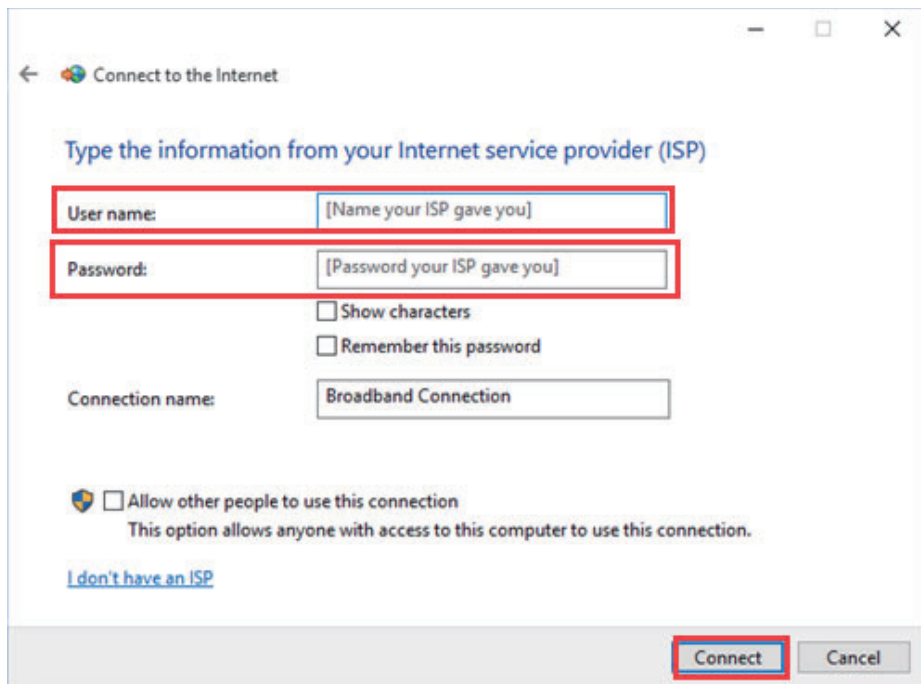 Connect to the Internet
Type the information from your Internet service provider (ISP)
User name: [Name your ISP gave you]
Password: [Password your ISP gave you]
Show characters
Remember this password
Connection name: Broadband Connection
Allow other people to use this connection
This option allows anyone with access to this computer to use this connection.
I don't have an ISP
Connect Cancel